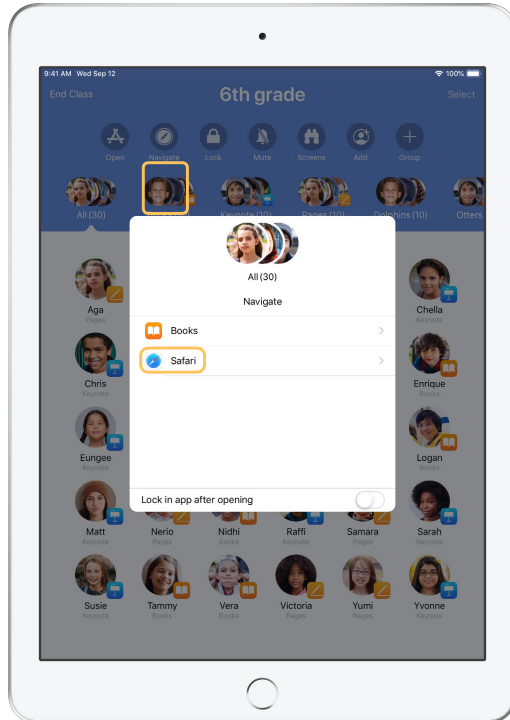 9:41 AM Wed Sep 12
100%
End Class
6th grade
Select
Open
Navigate
Lock
Mute
Screens
Add
Group
All (30)
Keynote (10)
Pages (10)
Dolphins (10)
Otters
All (30)
Navigate
Books
Safari
Lock in app after opening
Aga
Pages
Chella
Keynote
Chris
Keynote
Enrique
Books
Eungee
Keynote
Logan
Books
Matt
Keynote
Nerio
Pages
Nidhi
Books
Raffi
Keynote
Samara
Pages
Sarah
Keynote
Susie
Keynote
Tammy
Books
Vera
Books
Victoria
Pages
Yumi
Pages
Yvonne
Keynote